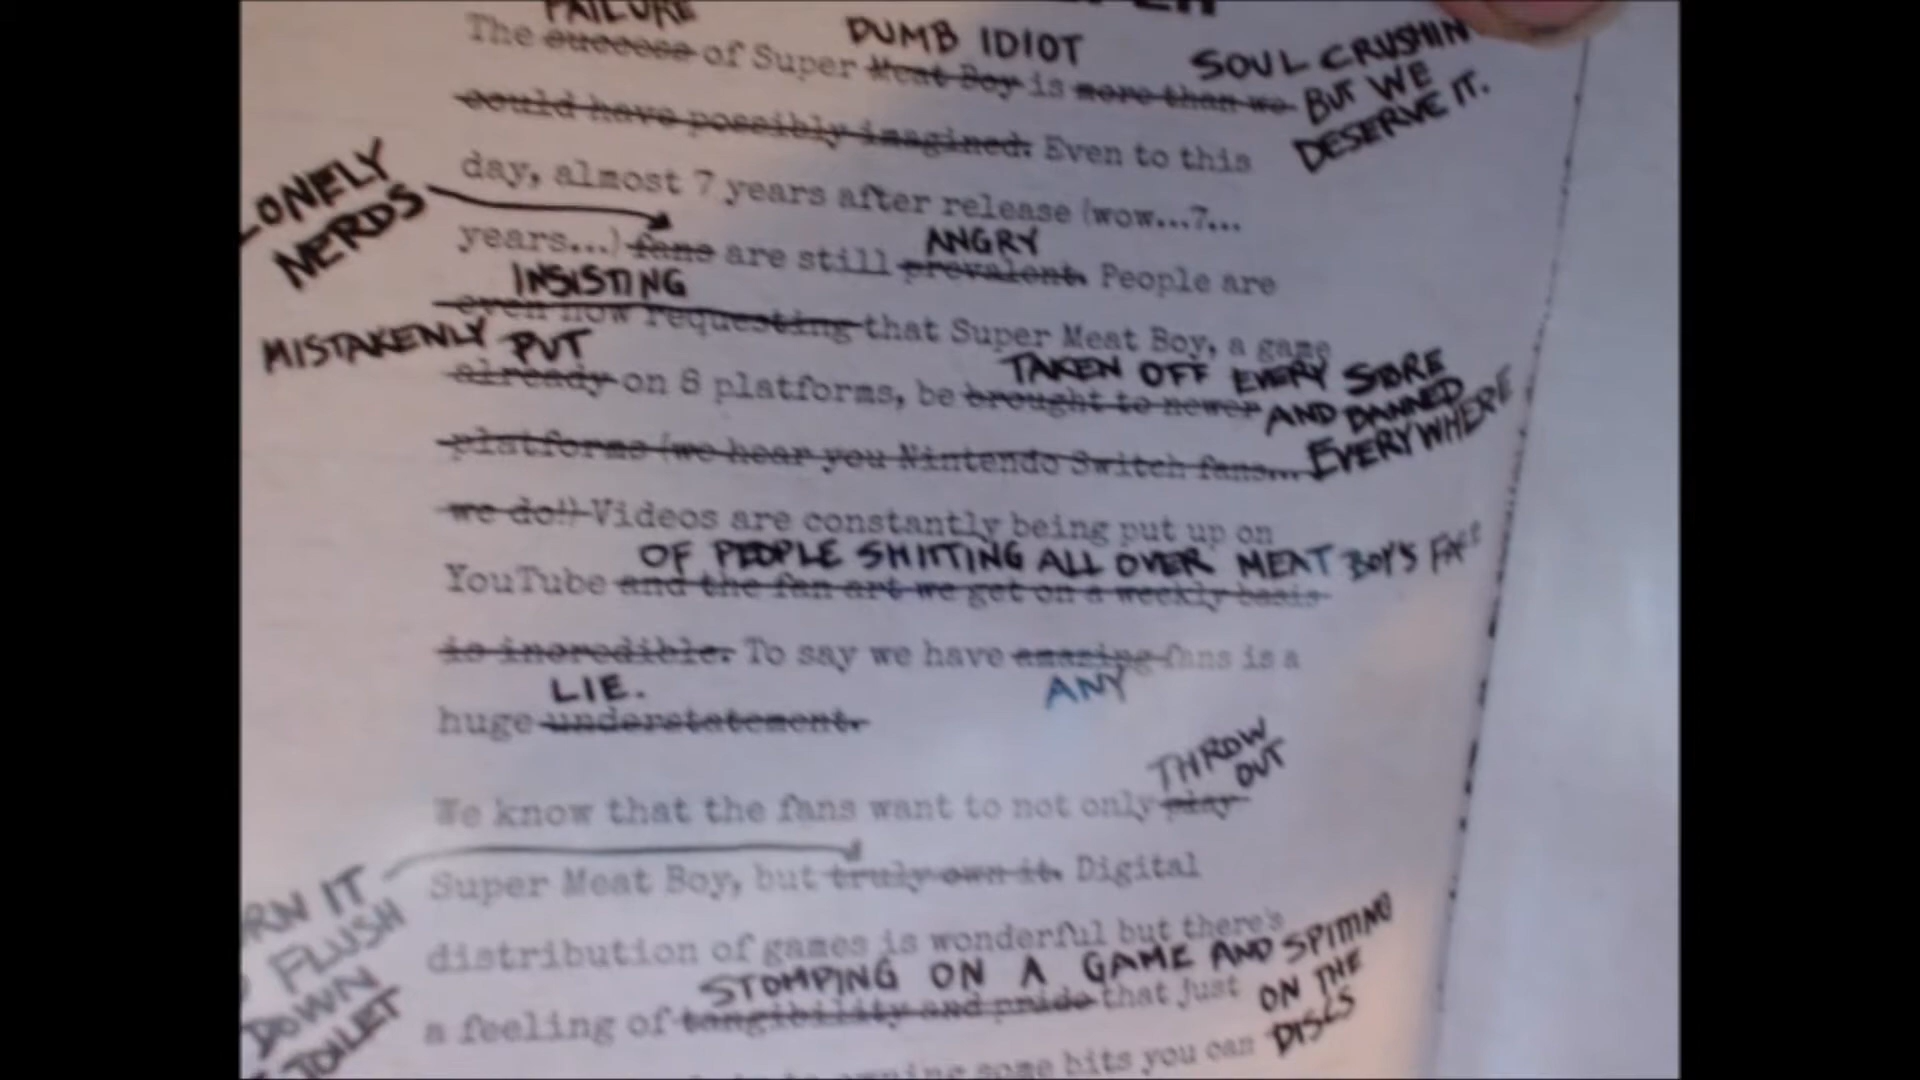 FAILURE
DUMB IDIOT
SOUL CRUSHIN
The success of Super Meat Boy is more than we BUT WE
DESERVE IT.
could have possibly imagined. Even to this
LONELY
NERDS
day, almost 7 years after release (wow...7...
ANGRY
years...) fans are still prevalent. People are
INSISTING
even now requesting that Super Meat Boy, a game
MISTAKENLY PUT
TAKEN OFF EVERY STORE
already on 8 platforms, be brought to newer AND BANNED
EVERYWHERE
platforms (we hear you Nintendo Switch fans...
we do!) Videos are constantly being put up on
OF PEOPLE SHITTING ALL OVER MEAT BOY'S
YouTube and the fan art we get on a weekly basis
is incredible. To say we have amazing fans is a
LIE.
ANY
huge understatement.
THROW
OUT
We know that the fans want to not only play
Super Meat Boy, but truly own it. Digital
RN IT
FLUSH
DOWN
TOILET
distribution of games is wonderful but there's
STOMPING ON A GAME AND SPITTING
ON THE
DISCS
a feeling of tangibility and pride that just
owning some bits you can